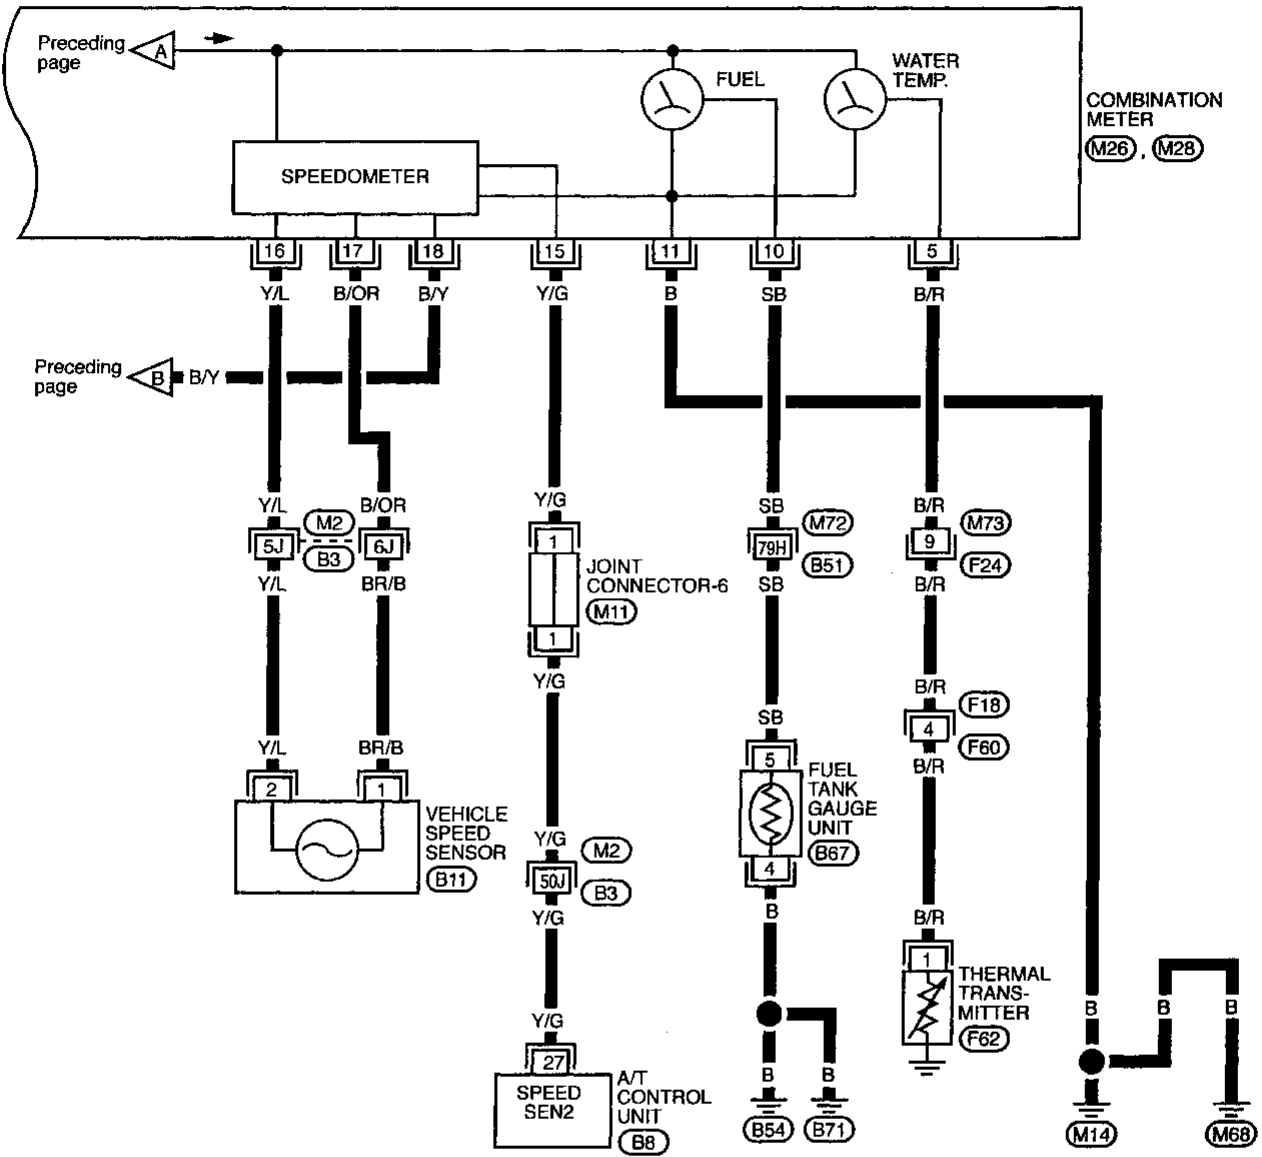 Preceding
page
A
FUEL
WATER
TEMP.
COMBINATION
METER
M26 , M28
SPEEDOMETER
16 17 18 15 11 10 5
Y/L B/OR B/Y Y/G B SB B/R
Preceding
page
B B/Y
Y/L B/OR Y/G SB B/R
5J M2 6J
B3
1
79H M72
B51
9 M73
F24
Y/L BR/B SB B/R
JOINT
CONNECTOR-6
M11
1
Y/G
B/R
4 F18
F60
B/R
SB
Y/L BR/B
2 1
VEHICLE
SPEED
SENSOR
B11
5
FUEL
TANK
GAUGE
UNIT
B67
4
B
Y/G
50J M2
B3
Y/G
B/R
1
THERMAL
TRANS-
MITTER
F62
Y/G
27
SPEED
SEN2
A/T
CONTROL
UNIT
B8
B B
B54 B71
B B B
M14 M68